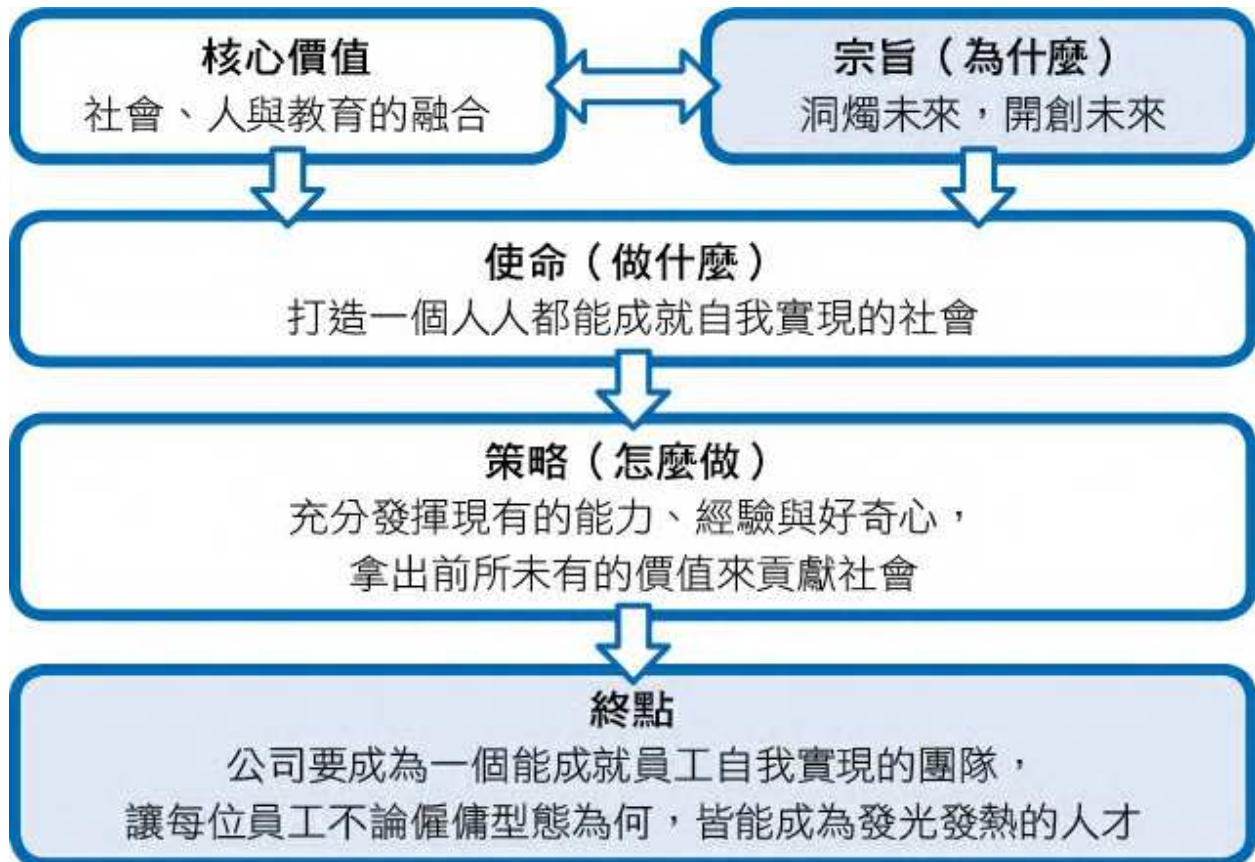 核心價值
社會、人與教育的融合
宗旨（為什麼）
洞燭未來，開創未來
使命（做什麼）
打造一個人人都能成就自我實現的社會
策略（怎麼做）
充分發揮現有的能力、經驗與好奇心，
拿出前所未有的價值來貢獻社會
終點
公司要成為一個能成就員工自我實現的團隊，
讓每位員工不論僱傭型態為何，皆能成為發光發熱的人才